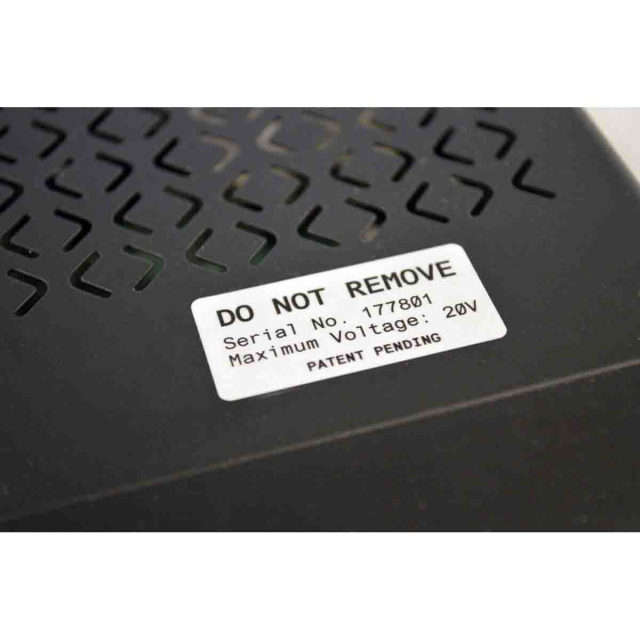 DO NOT REMOVE
Serial No. 177801
Maximum Voltage: 20V
PATENT PENDING